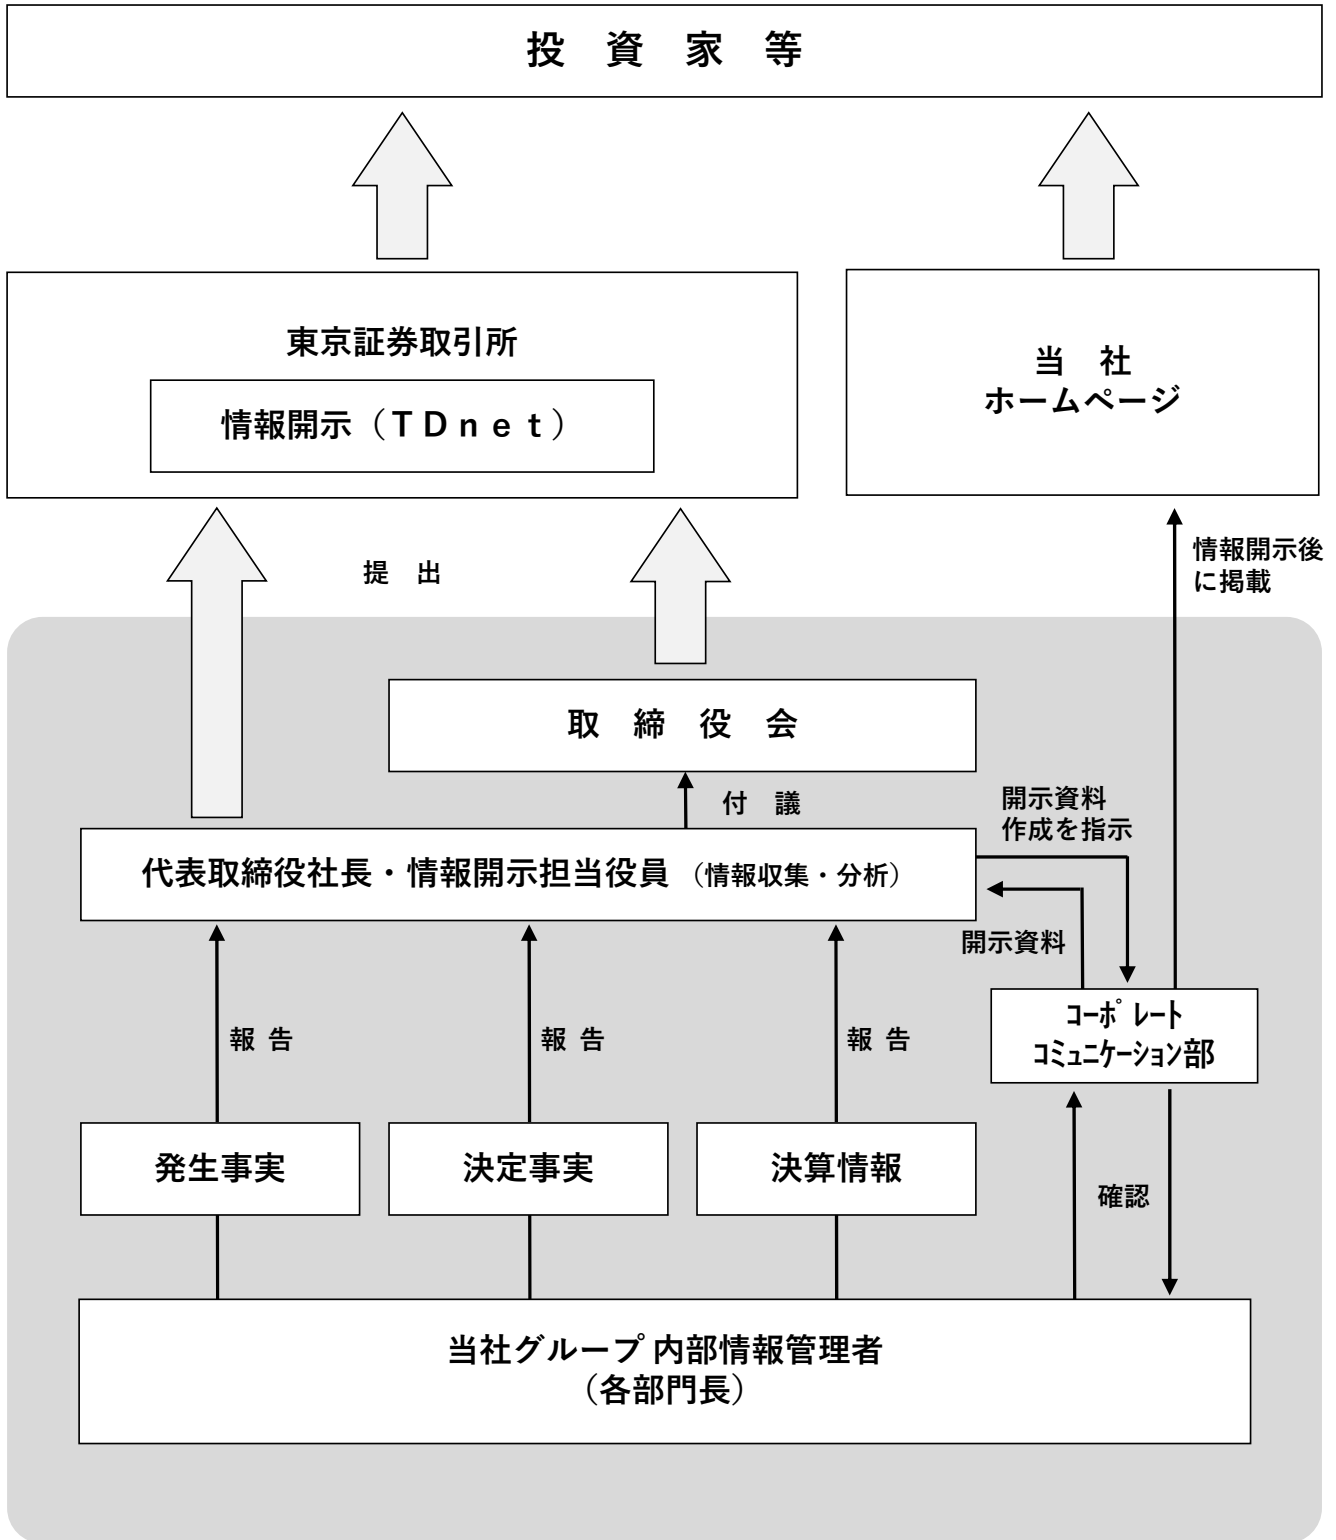 投　資　家　等
東京証券取引所
情報開示（ＴＤｎｅｔ）
当　社
ホームページ
提　出
情報開示後
に掲載
取　締　役　会
付　議
開示資料
作成を指示
代表取締役社長・情報開示担当役員（情報収集・分析）
開示資料
コーポレート
コミュニケーション部
報 告
報 告
報 告
発生事実
決定事実
決算情報
確認
当社グループ 内部情報管理者
（各部門長）